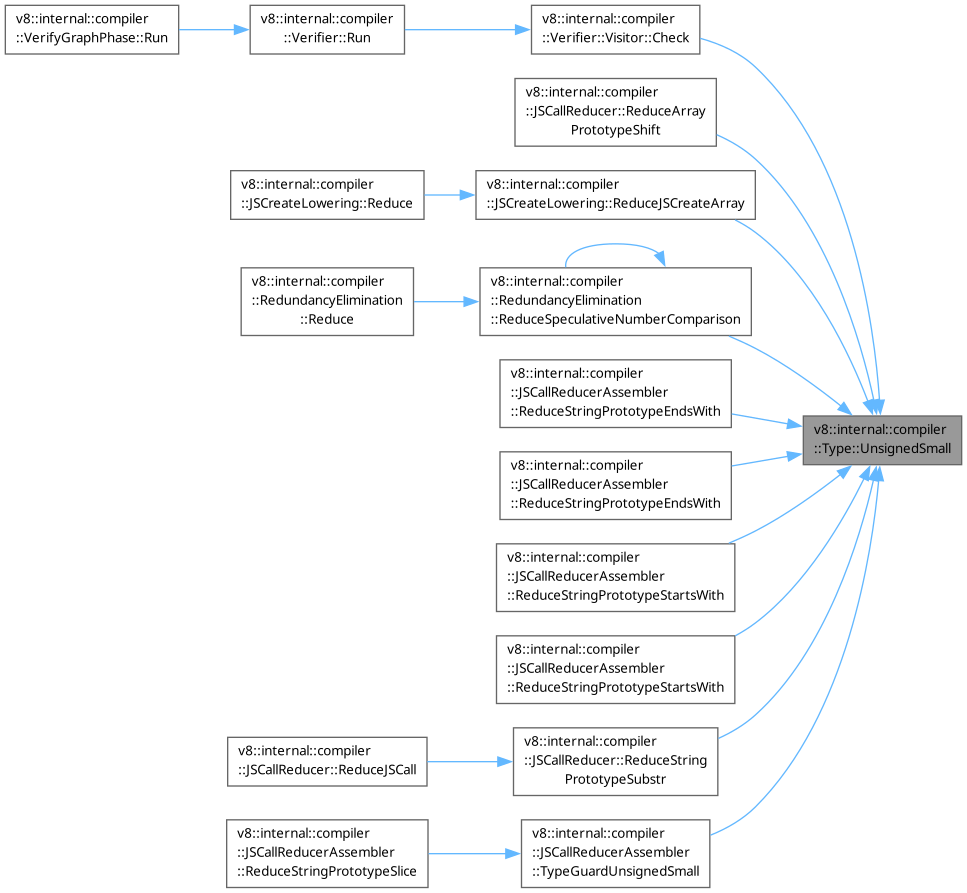 v8::internal::compiler
::VerifyGraphPhase::Run
v8::internal::compiler
::Verifier::Run
v8::internal::compiler
::Verifier::Visitor::Check
v8::internal::compiler
::JSCallReducer::ReduceArray
PrototypeShift
v8::internal::compiler
::JSCreateLowering::Reduce
v8::internal::compiler
::JSCreateLowering::ReduceJSCreateArray
v8::internal::compiler
::RedundancyElimination
::Reduce
v8::internal::compiler
::RedundancyElimination
::ReduceSpeculativeNumberComparison
v8::internal::compiler
::JSCallReducerAssembler
::ReduceStringPrototypeEndsWith
v8::internal::compiler
::Type::UnsignedSmall
v8::internal::compiler
::JSCallReducerAssembler
::ReduceStringPrototypeEndsWith
v8::internal::compiler
::JSCallReducerAssembler
::ReduceStringPrototypeStartsWith
v8::internal::compiler
::JSCallReducerAssembler
::ReduceStringPrototypeStartsWith
v8::internal::compiler
::JSCallReducer::ReduceJSCall
v8::internal::compiler
::JSCallReducer::ReduceString
PrototypeSubstr
v8::internal::compiler
::JSCallReducerAssembler
::ReduceStringPrototypeSlice
v8::internal::compiler
::JSCallReducerAssembler
::TypeGuardUnsignedSmall